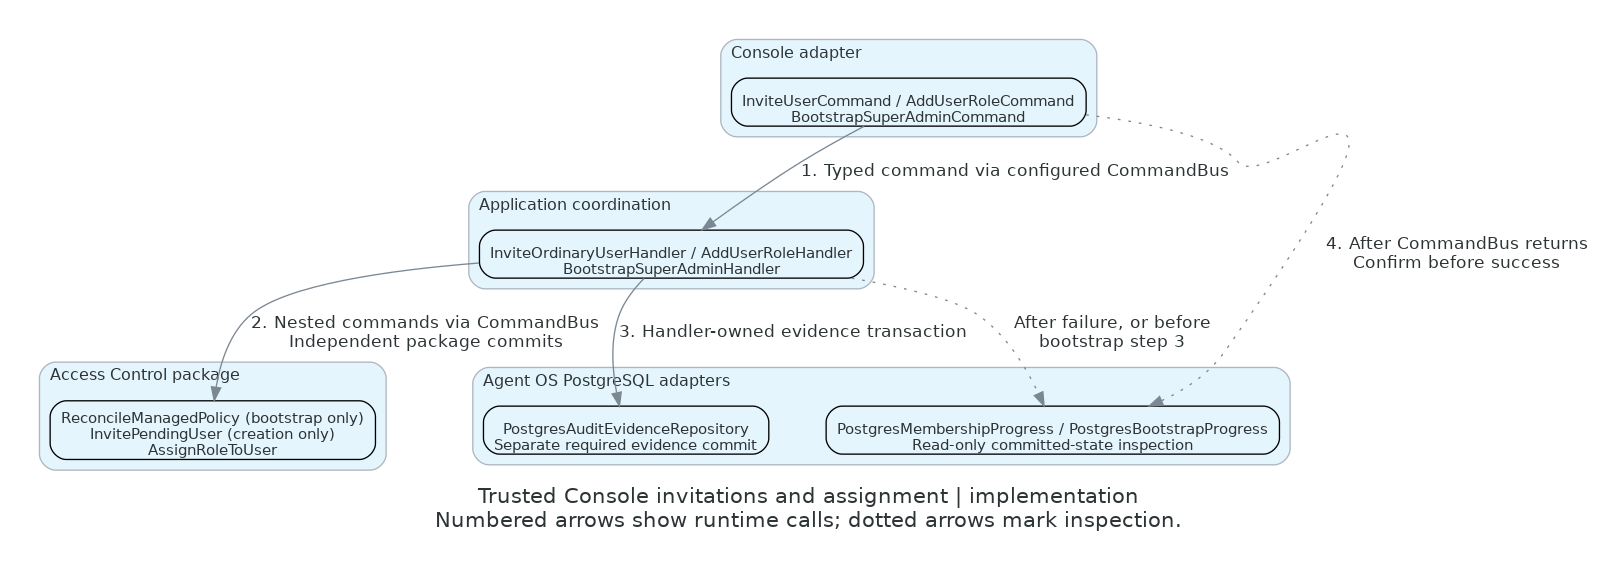 Console adapter
InviteUserCommand / AddUserRoleCommand
BootstrapSuperAdminCommand
1. Typed command via configured CommandBus
Application coordination
InviteOrdinaryUserHandler / AddUserRoleHandler
BootstrapSuperAdminHandler
4. After CommandBus returns
Confirm before success
2. Nested commands via CommandBus
Independent package commits
3. Handler-owned evidence transaction
After failure, or before
bootstrap step 3
Access Control package
ReconcileManagedPolicy (bootstrap only)
InvitePendingUser (creation only)
AssignRoleToUser
Agent OS PostgreSQL adapters
PostgresAuditEvidenceRepository
Separate required evidence commit
PostgresMembershipProgress / PostgresBootstrapProgress
Read-only committed-state inspection
Trusted Console invitations and assignment | implementation
Numbered arrows show runtime calls; dotted arrows mark inspection.